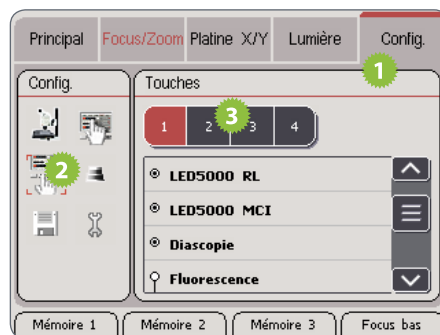 Principal Focus/Zoom Platine X/Y Lumière Config.
1
Config. Touches
1 2 3 4
3
2
LED5000 RL
LED5000 MCI
Diascopie
Fluorescence
Mémoire 1 Mémoire 2 Mémoire 3 Focus bas